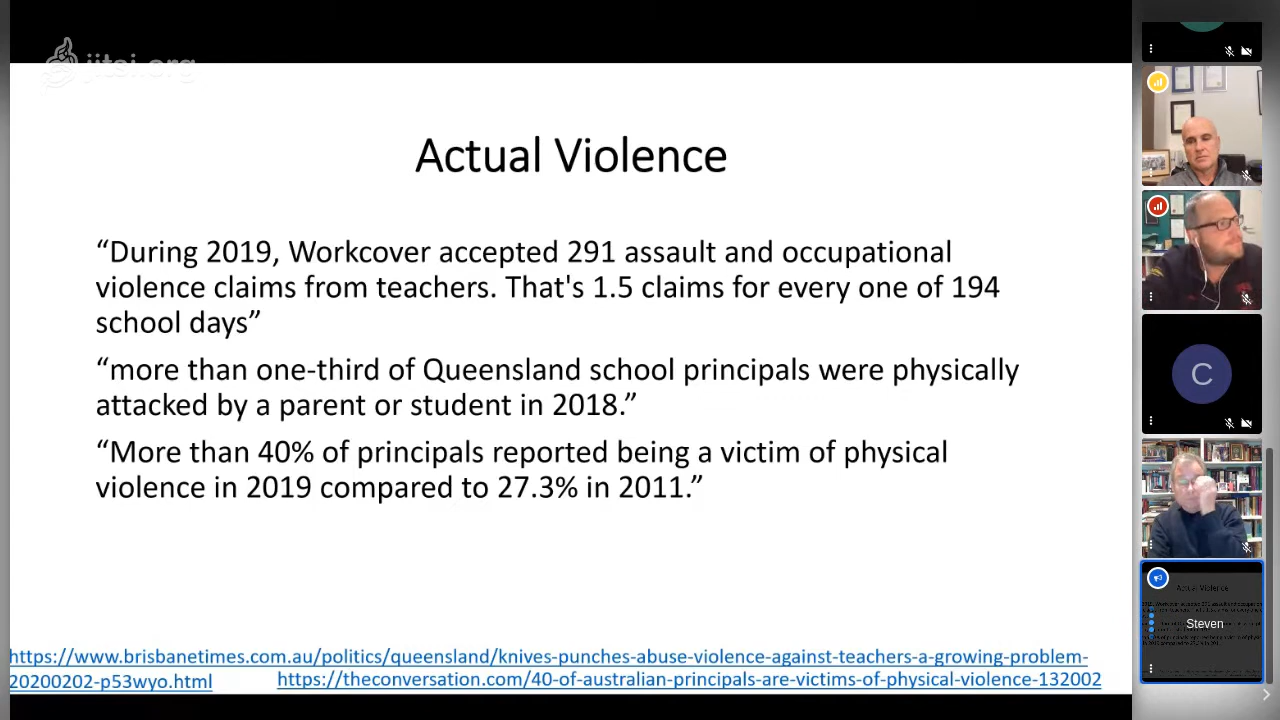 jitsi.org
Actual Violence
“During 2019, Workcover accepted 291 assault and occupational
violence claims from teachers. That's 1.5 claims for every one of 194
school days”
“more than one-third of Queensland school principals were physically
attacked by a parent or student in 2018.”
“More than 40% of principals reported being a victim of physical
violence in 2019 compared to 27.3% in 2011.”
https://www.brisbanetimes.com.au/politics/queensland/knives-punches-abuse-violence-against-teachers-a-growing-problem-
20200202-p53wyo.html
https://theconversation.com/40-of-australian-principals-are-victims-of-physical-violence-132002
C
Actual Violence
Steven